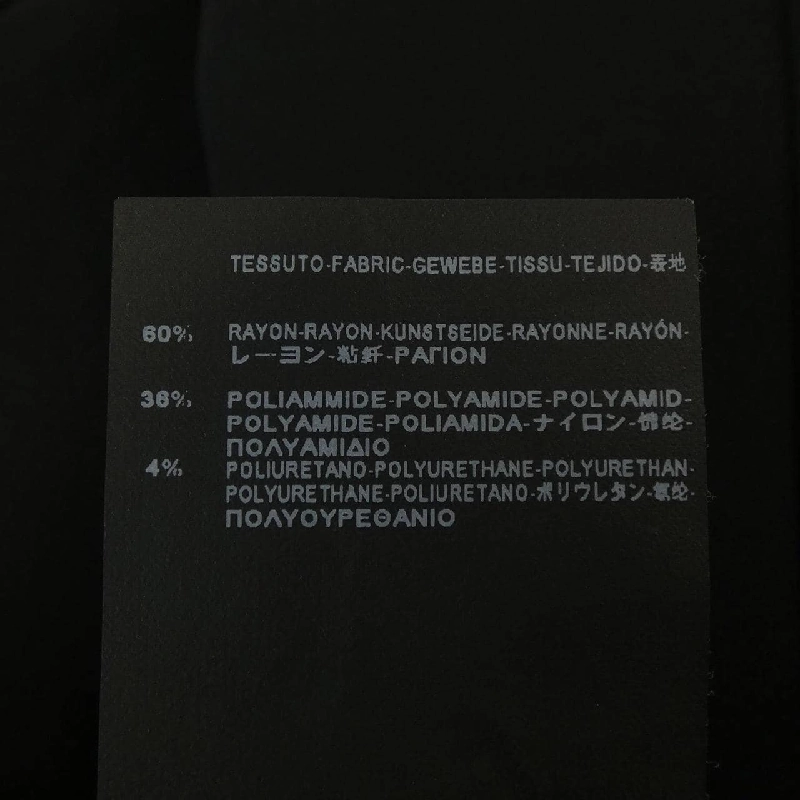 TESSUTO-FABRIC-GEWEBE-TISSU-TEJIDO-表地
60% RAYON-RAYON-KUNSTSEIDE-RAYONNE-RAYÓN-
レーヨン-粘纤-ΡΑΓΙΟΝ
36% POLIAMMIDE-POLYAMIDE-POLYAMID-
POLYAMIDE-POLIAMIDA-ナイロン-锦纶-
ΠΟΛΥΑΜΙΔΙΟ
4% POLIURETANO-POLYURETHANE-POLYURETHAN-
POLYURETHANE-POLIURETANO-ポリウレタン-氨纶-
ΠΟΛΥΟΥΡΕΘΑΝΙΟ